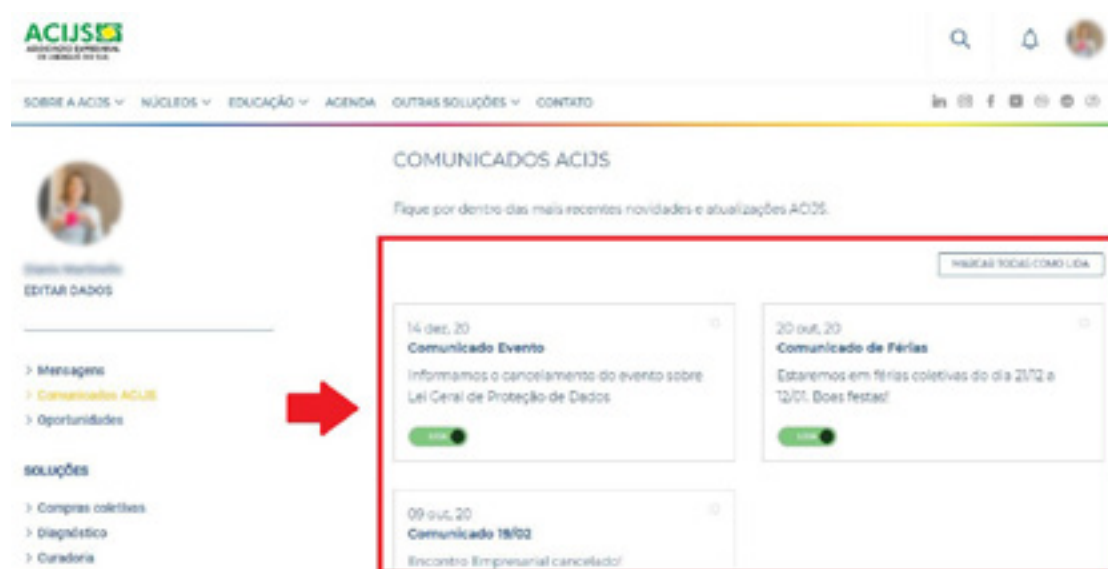 ACIJS
SOBRE A ACIJS NÚCLEOS EDUCAÇÃO AGENDA OUTRAS SOLUÇÕES CONTATO
EDITAR DADOS
> Mensagens
> Comunicados ACIJS
> Oportunidades
SOLUÇÕES
> Compras coletivas
> Diagnóstico
> Curadoria
COMUNICADOS ACIJS
Fique por dentro das mais recentes novidades e atualizações ACIJS.
MARCAR TODAS COMO LIDA
14 dez, 20
Comunicado Evento
Informamos o cancelamento do evento sobre
Lei Geral de Proteção de Dados
LIDA
20 out, 20
Comunicado de Férias
Estaremos em férias coletivas do dia 21/12 a
12/01. Boas festas!
LIDA
09 out, 20
Comunicado 19/02
Encontro Empresarial cancelado!